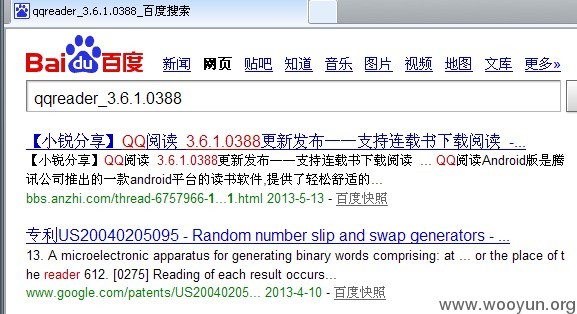 qqreader_3.6.1.0388_百度搜索
Bai du 百度 新闻 网页 贴吧 知道 音乐 图片 视频 地图 文库 更多»
qqreader_3.6.1.0388
【小锐分享】QQ阅读 3.6.1.0388更新发布一一支持连载书下载阅读 -...
【小锐分享】QQ阅读 3.6.1.0388更新发布一一支持连载书下载阅读 ... QQ阅读Android版是腾
讯公司推出的一款android平台的读书软件,提供了轻松舒适的...
bbs.anzhi.com/thread-6757966-1...1.html 2013-5-13 - 百度快照
专利US20040205095 - Random number slip and swap generators - ...
13. A microelectronic apparatus for generating binary words comprising: at ... or the place of t
he reader 612. [0275] Reading of each result occurs...
www.google.com/patents/US20040205... 2013-4-10 - 百度快照
www.wooyun.org